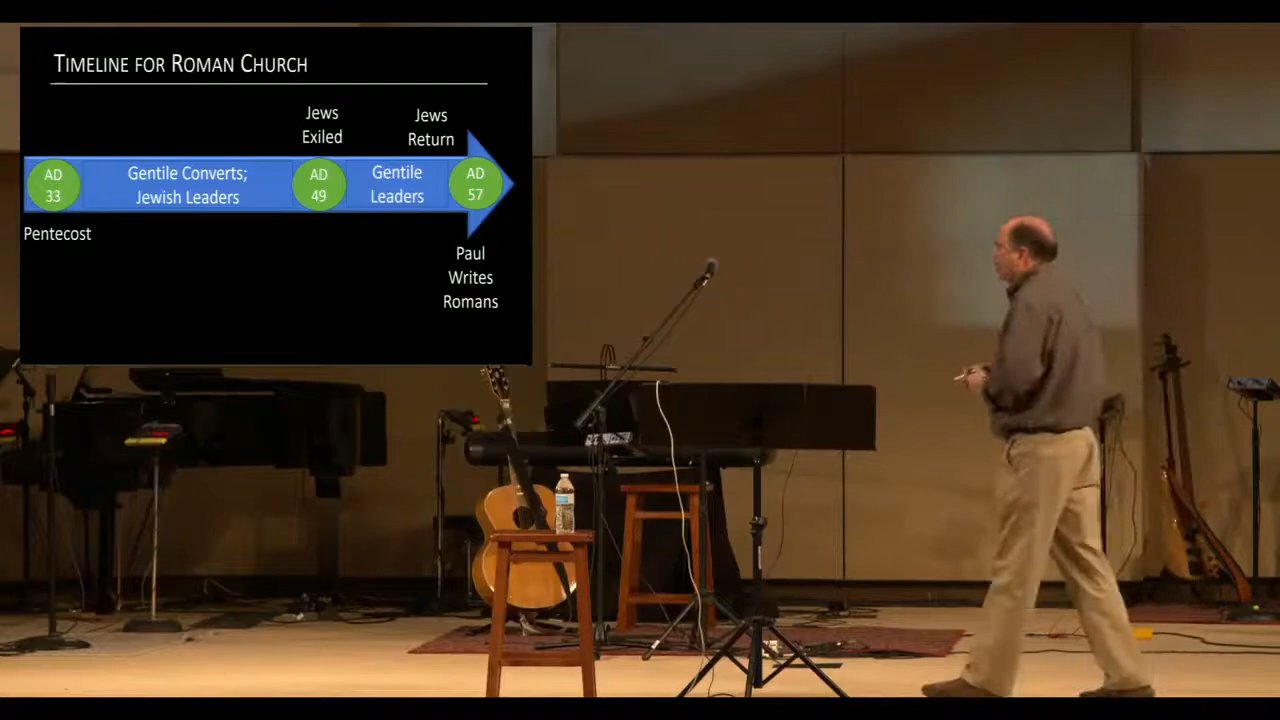 TIMELINE FOR ROMAN CHURCH
Jews
Exiled
Jews
Return
AD
33
Gentile Converts;
Jewish Leaders
AD
49
Gentile
Leaders
AD
57
Pentecost
Paul
Writes
Romans